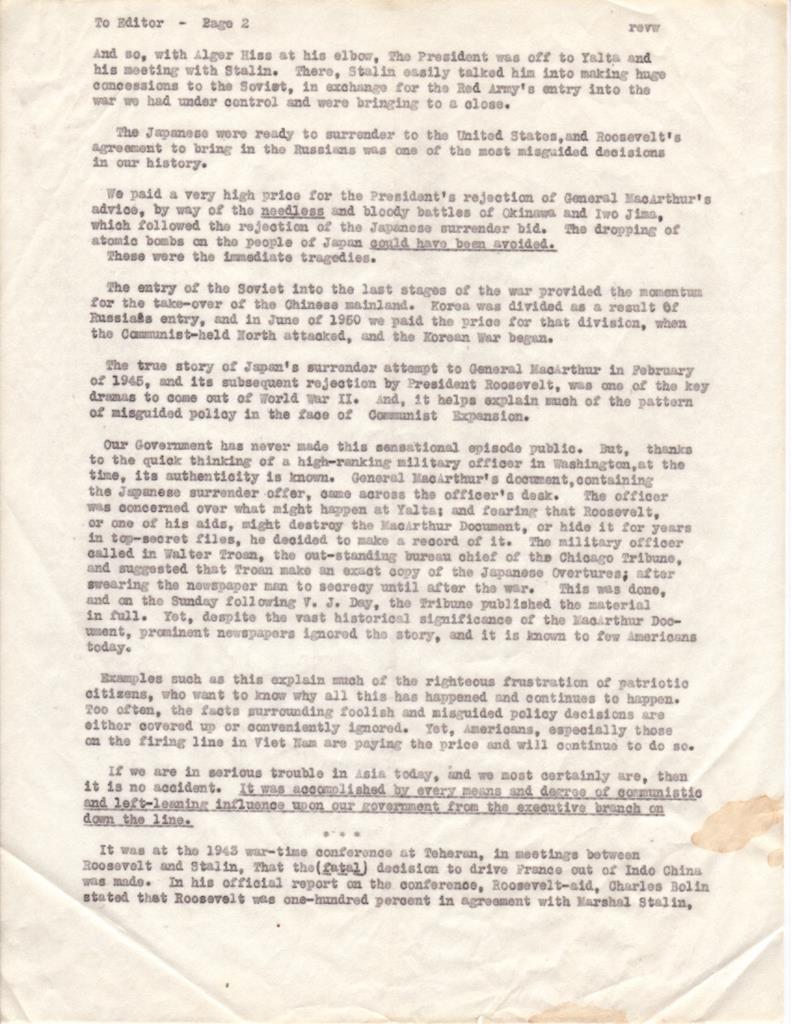 To Editor - Page 2
revw
And so, with Alger Hiss at his elbow, The President was off to Yalta and
his meeting with Stalin. There, Stalin easily talked him into making huge
concessions to the Soviet, in exchange for the Red Army's entry into the
war we had under control and were bringing to a close.
The Japanese were ready to surrender to the United States,and Roosevelt's
agreement to bring in the Russians was one of the most misguided decisions
in our history.
We paid a very high price for the President's rejection of General MacArthur's
advice, by way of the needless and bloody battles of Okinawa and Iwo Jima,
which followed the rejection of the Japanese surrender bid. The dropping of
atomic bombs on the people of Japan could have been avoided.
These were the immediate tragedies.
The entry of the Soviet into the last stages of the war provided the momentum
for the take-over of the Chinese mainland. Korea was divided as a result of
Russia&s entry, and in June of 1950 we paid the price for that division, when
the Communist-held North attacked, and the Korean War began.
The true story of Japan's surrender attempt to General MacArthur in February
of 1945, and its subsequent rejection by President Roosevelt, was one of the key
dramas to come out of World War II. And, it helps explain much of the pattern
of misguided policy in the face of Communist Expansion.
Our Government has never made this sensational episode public. But, thanks
to the quick thinking of a high-ranking military officer in Washington,at the
time, its authenticity is known. General MacArthur's document,containing
the Japanese surrender offer, came across the officer's desk. The officer
was concerned over what might happen at Yalta; and fearing that Roosevelt,
or one of his aids, might destroy the MacArthur Document, or hide it for years
in top-secret files, he decided to make a record of it. The military officer
called in Walter Troan, the out-standing bureau chief of the Chicago Tribune,
and suggested that Troan make an exact copy of the Japanese Overtures; after
swearing the newspaper man to secrecy until after the war. This was done,
and on the Sunday following V. J. Day, the Tribune published the material
in full. Yet, despite the vast historical significance of the MacArthur Doc-
ument, prominent newspapers ignored the story, and it is known to few Americans
today.
Examples such as this explain much of the righteous frustration of patriotic
citizens, who want to know why all this has happened and continues to happen.
Too often, the facts surrounding foolish and misguided policy decisions are
either covered up or conveniently ignored. Yet, Americans, especially those
on the firing line in Viet Nam are paying the price and will continue to do so.
If we are in serious trouble in Asia today, and we most certainly are, then
it is no accident. It was accomplished by every means and degree of communistic
and left-leaning influence upon our government from the executive branch on
down the line.
* * * *
It was at the 1943 war-time conference at Teheran, in meetings between
Roosevelt and Stalin, That the(fatal) decision to drive France out of Indo China
was made. In his official report on the conference, Roosevelt-aid, Charles Bolin
stated that Roosevelt was one-hundred percent in agreement with Marshal Stalin,